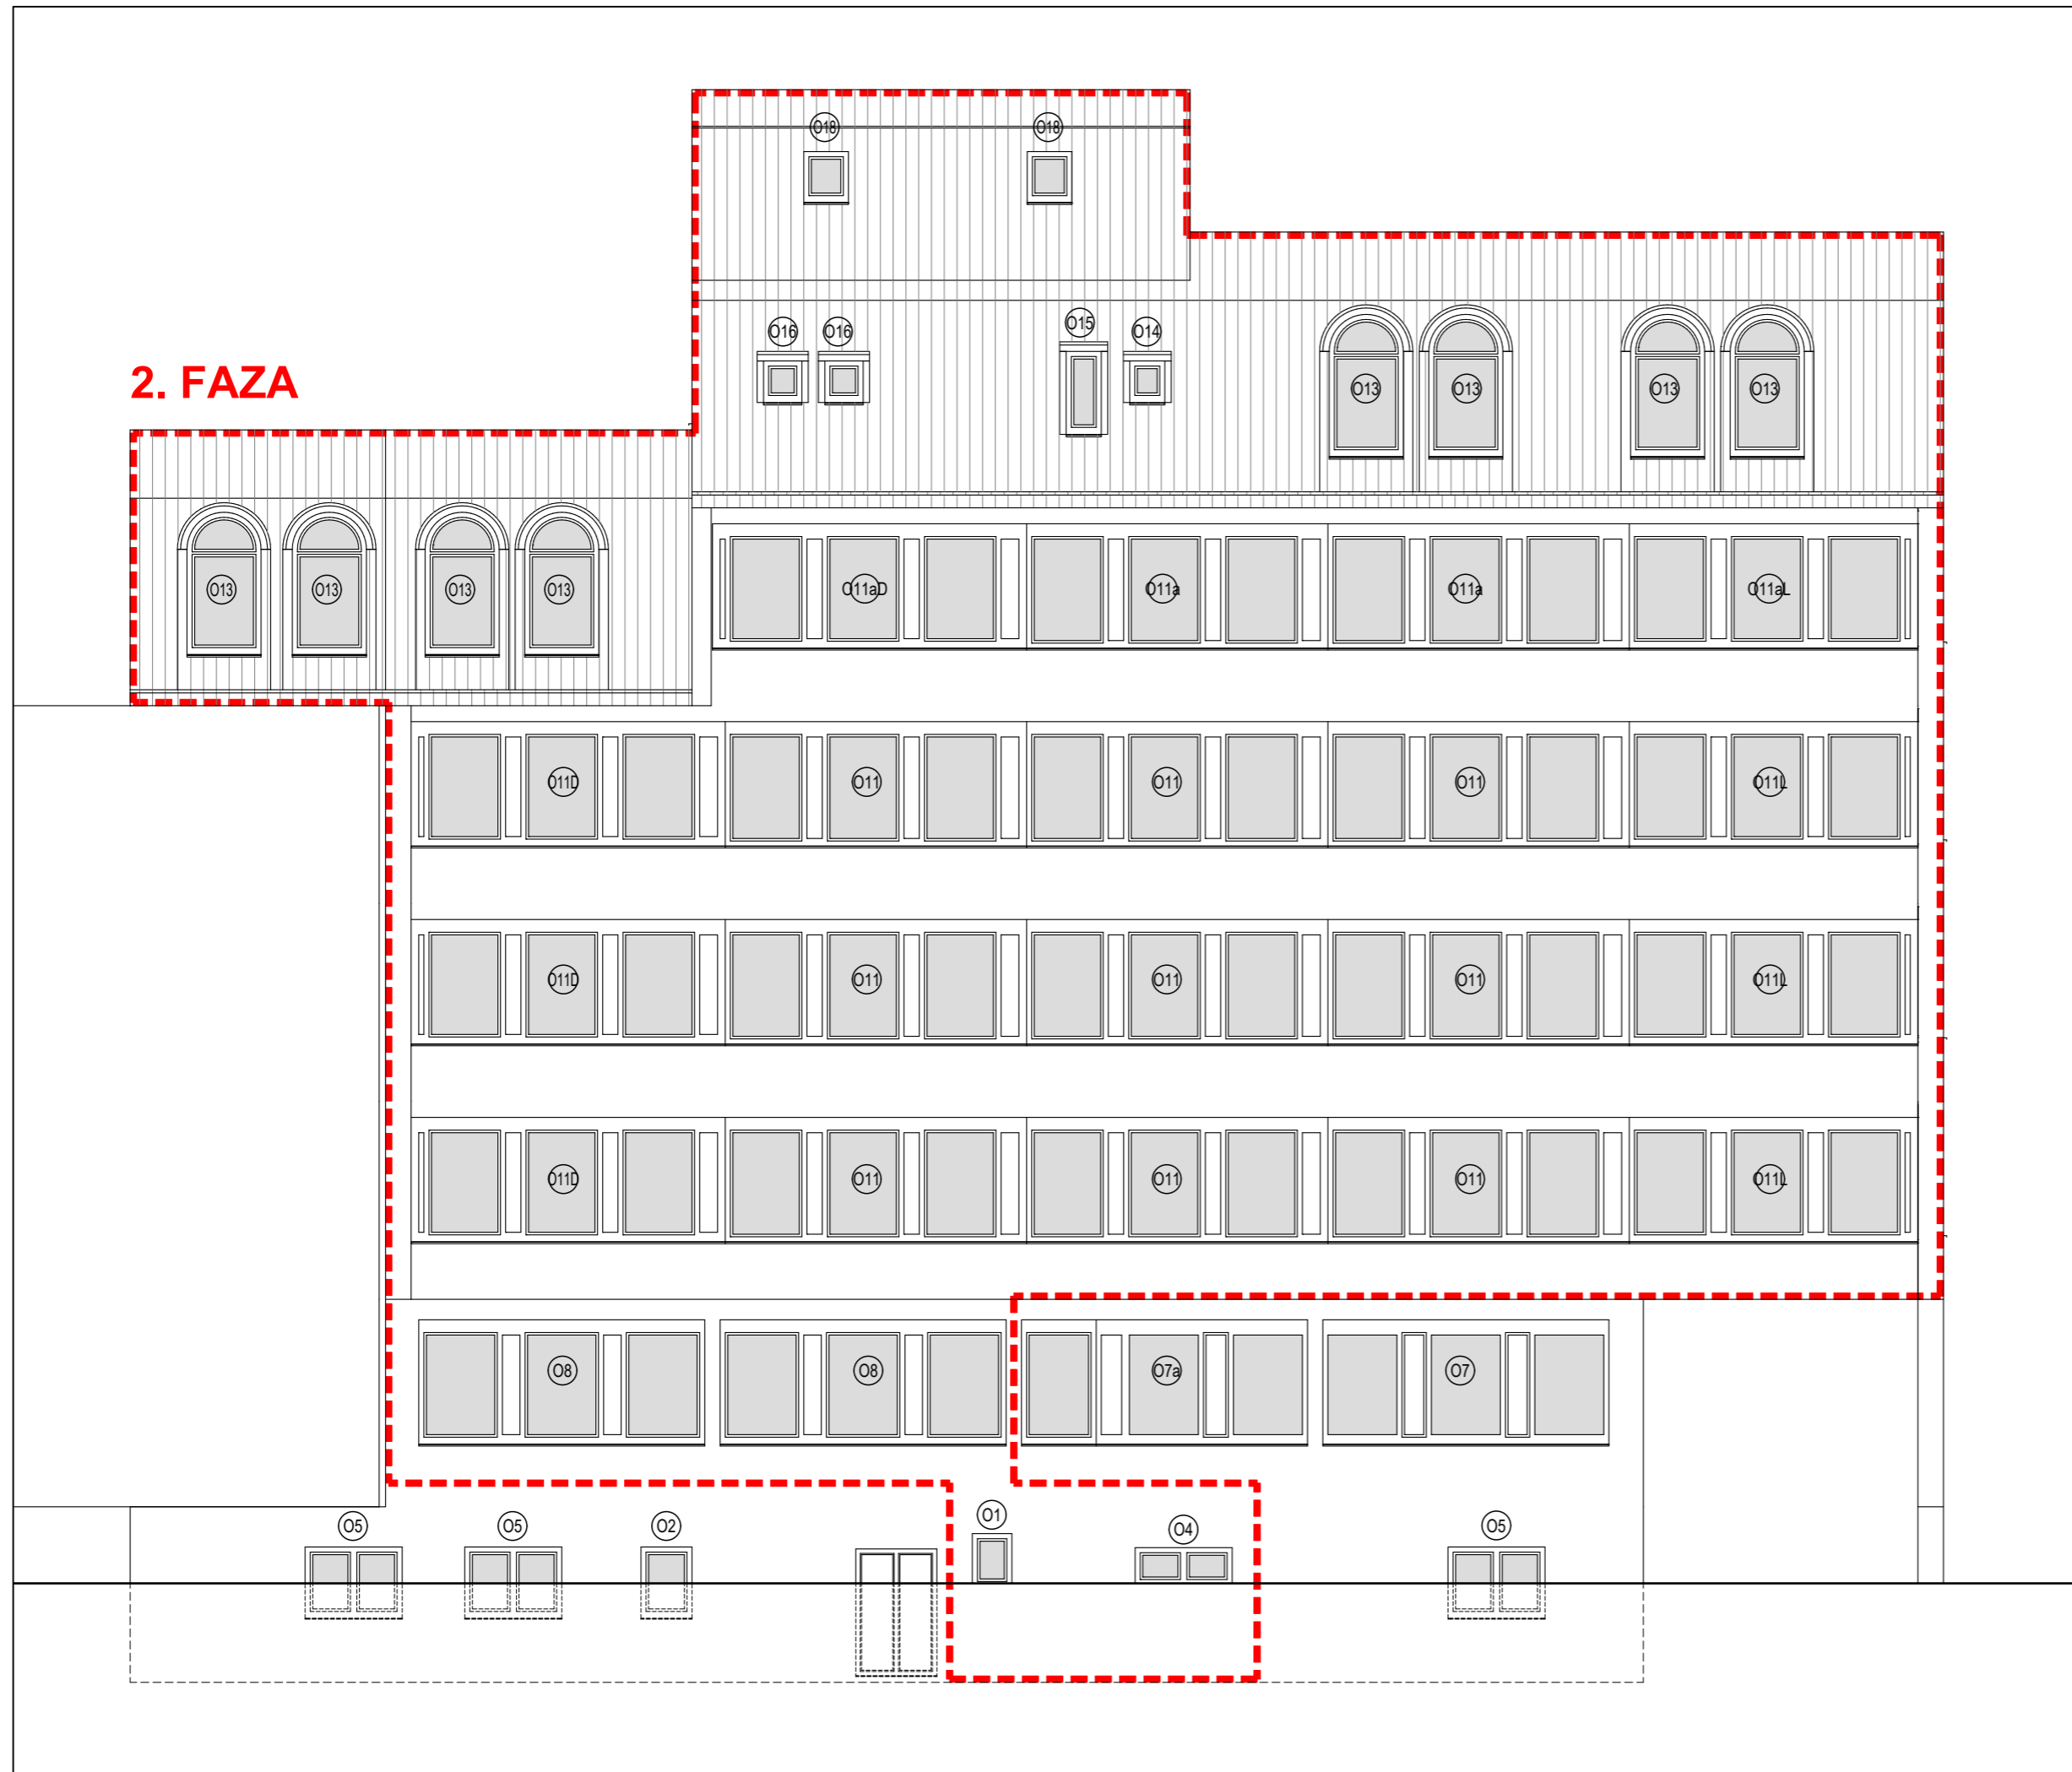 O18 O18
O16 O16 O15 O14
2. FAZA
O13 O13 O13 O13
O13 O13 O13 O13
O11aD O11a O11a O11aL
O11D O11 O11 O11 O11L
O11D O11 O11 O11 O11L
O11D O11 O11 O11 O11L
O8 O8 O7a O7
O5 O5 O2 O1 O4 O5